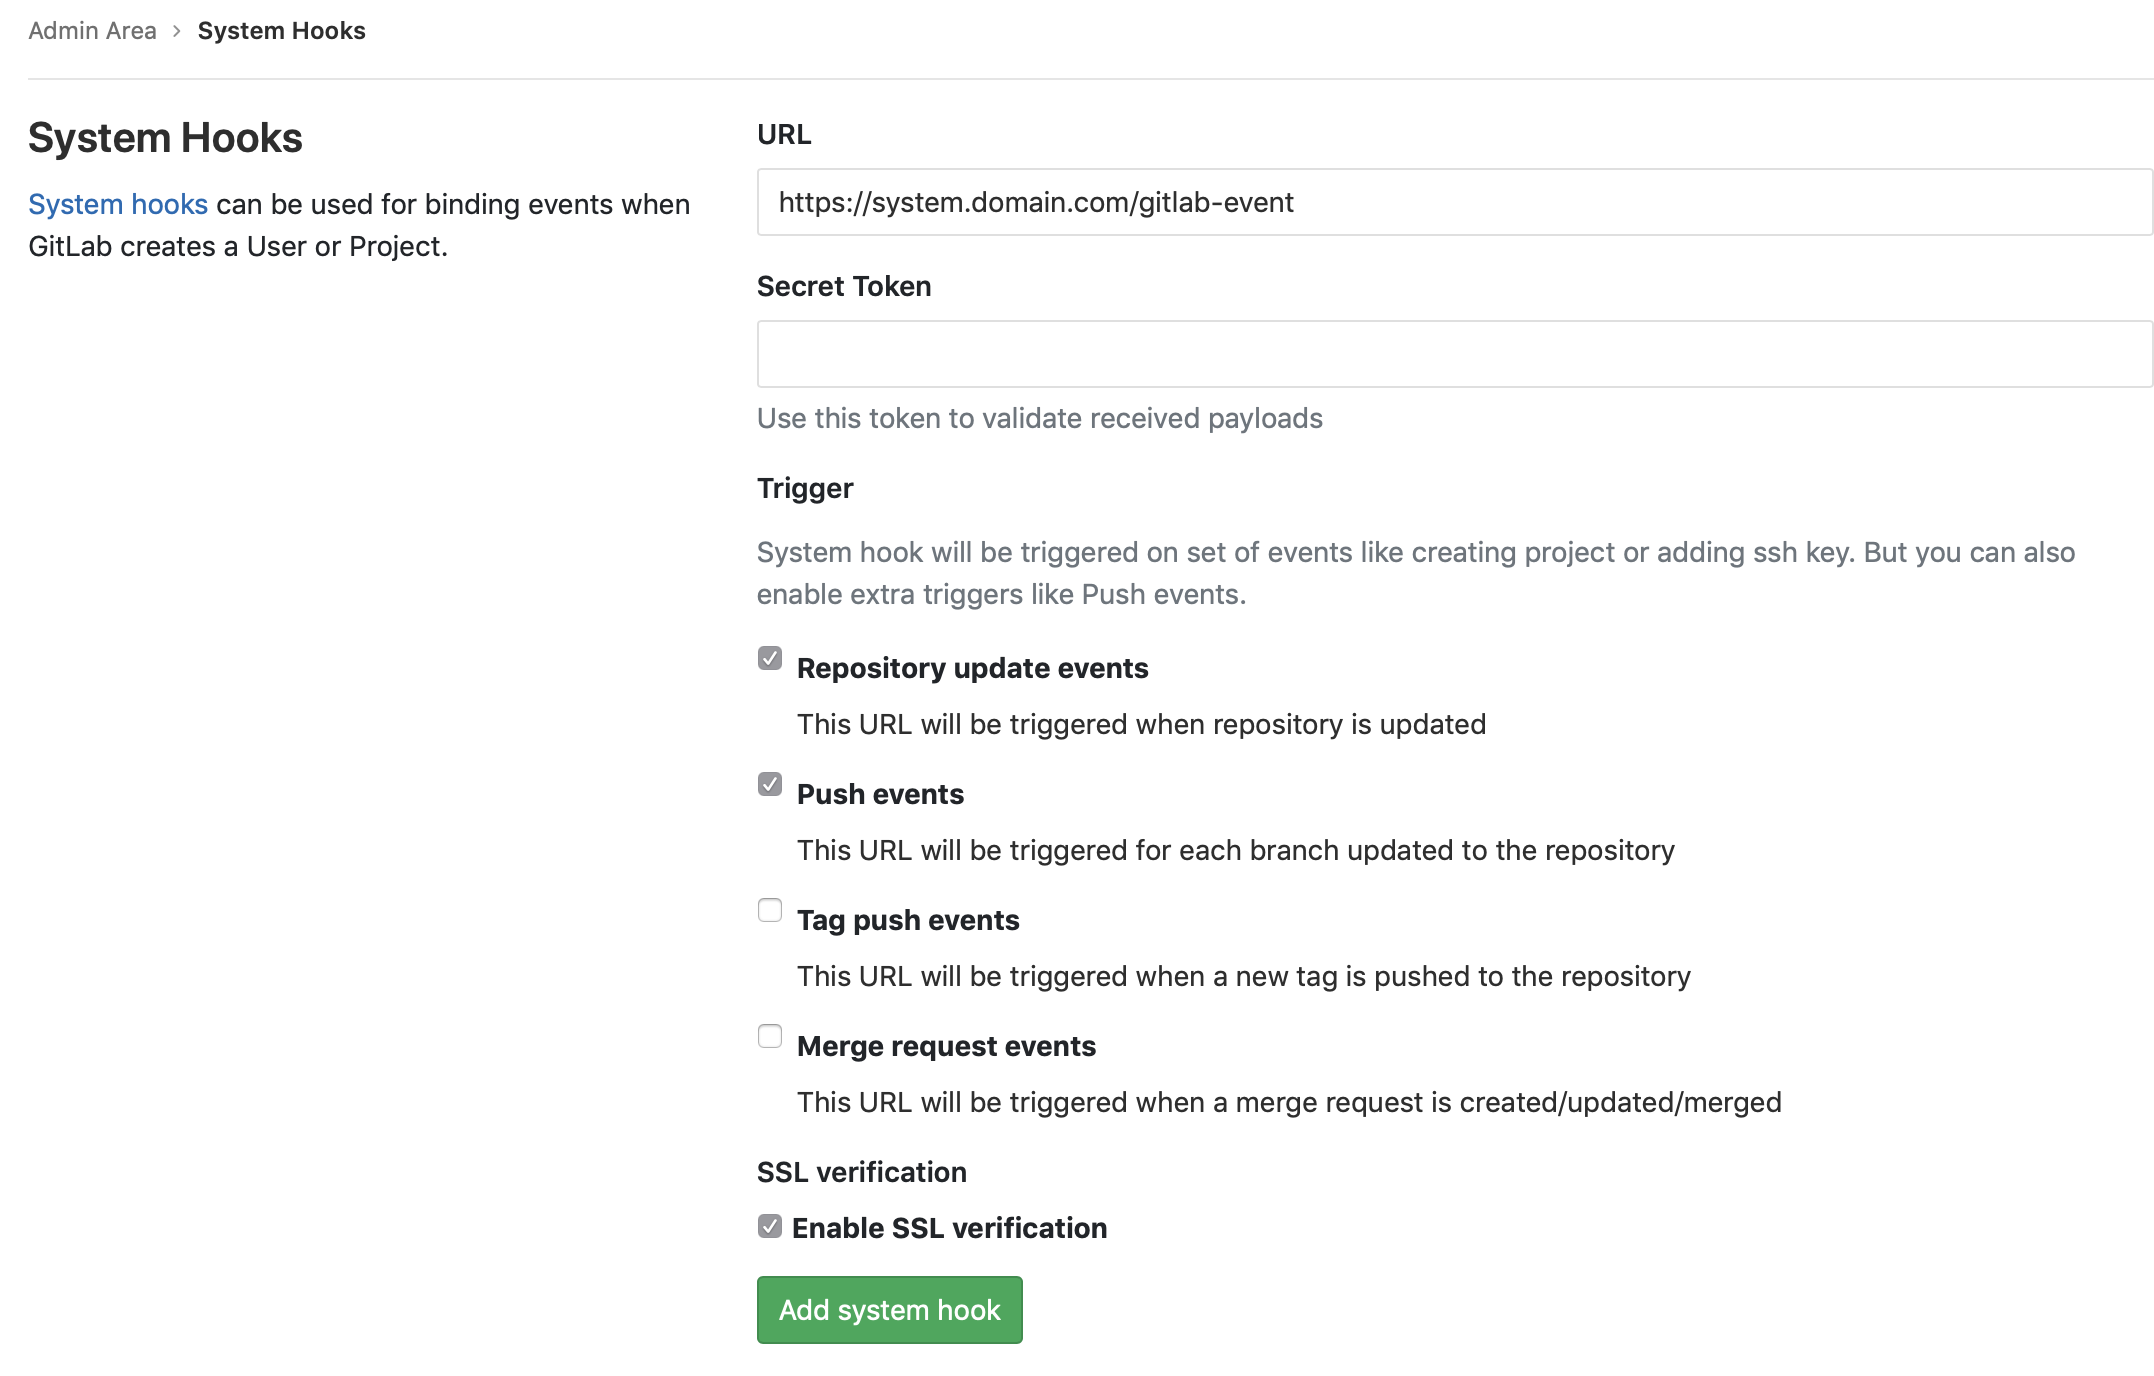 Admin Area > System Hooks
System Hooks
System hooks can be used for binding events when
GitLab creates a User or Project.
URL
https://system.domain.com/gitlab-event
Secret Token
Use this token to validate received payloads
Trigger
System hook will be triggered on set of events like creating project or adding ssh key. But you can also
enable extra triggers like Push events.
Repository update events
This URL will be triggered when repository is updated
Push events
This URL will be triggered for each branch updated to the repository
Tag push events
This URL will be triggered when a new tag is pushed to the repository
Merge request events
This URL will be triggered when a merge request is created/updated/merged
SSL verification
Enable SSL verification
Add system hook